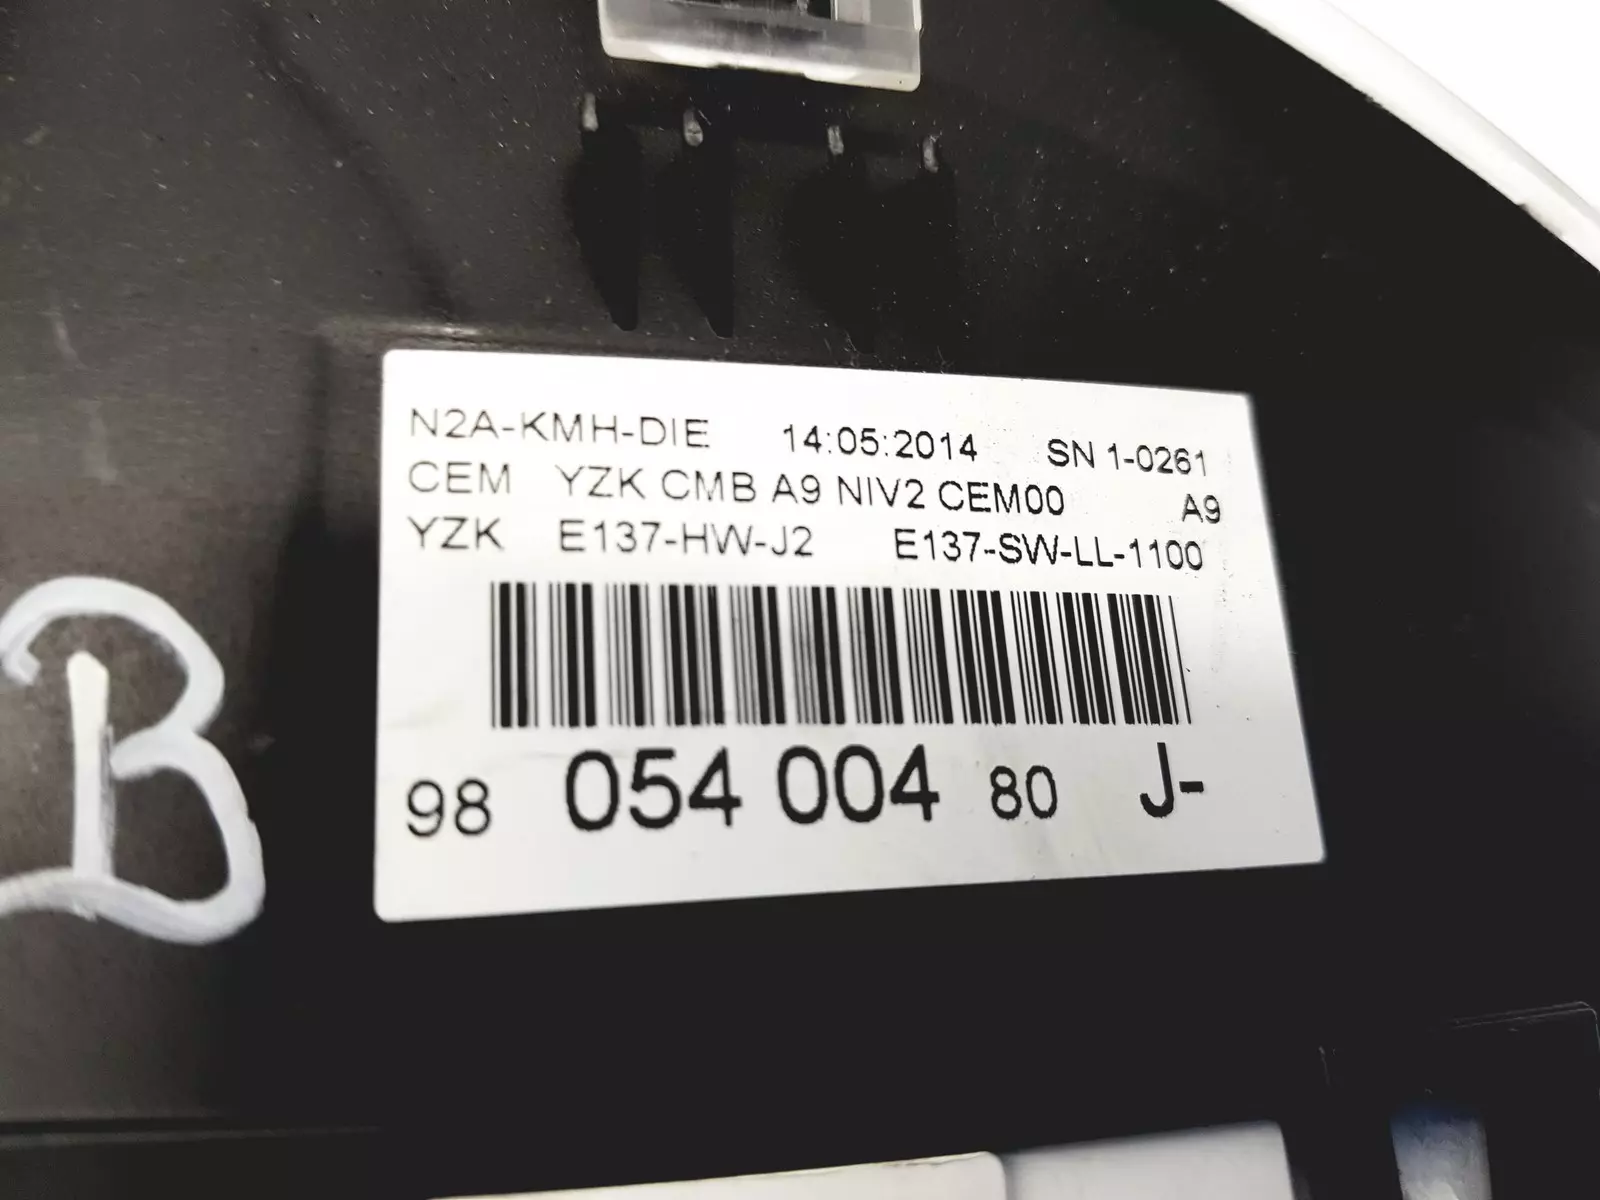 N2A-KMH-DIE 14:05:2014 SN 1-0261
CEM YZK CMB A9 NIV2 CEM00 A9
YZK E137-HW-J2 E137-SW-LL-1100
98 054 004 80 J-
B